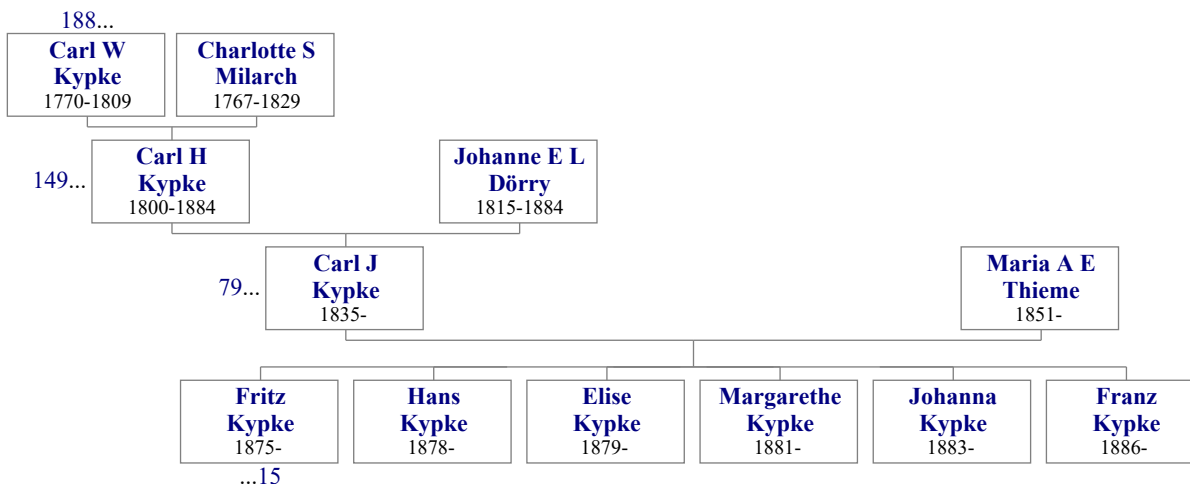 188...
Carl W
Kypke
1770-1809
Charlotte S
Milarch
1767-1829
149...
Carl H
Kypke
1800-1884
Johanne E L
Dörry
1815-1884
79...
Carl J
Kypke
1835-
Maria A E
Thieme
1851-
Fritz
Kypke
1875-
Hans
Kypke
1878-
Elise
Kypke
1879-
Margarethe
Kypke
1881-
Johanna
Kypke
1883-
Franz
Kypke
1886-
...15